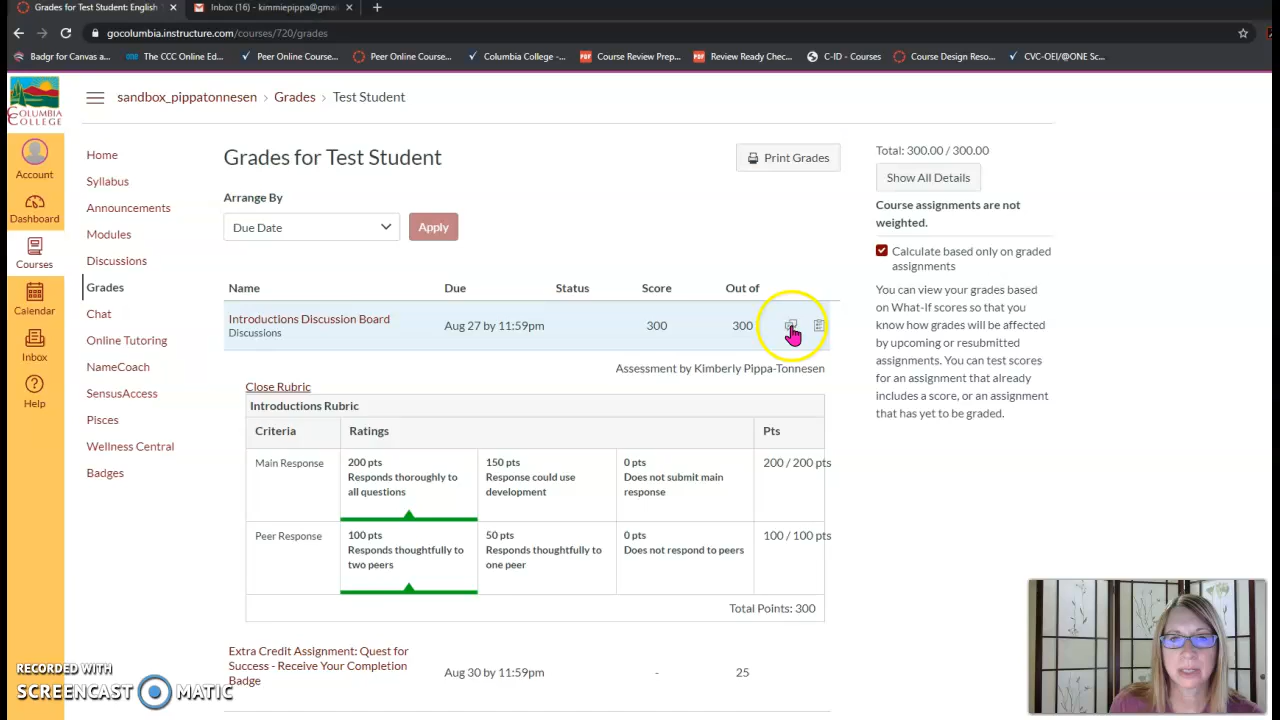 Grades for Test Student: English
Inbox (16) - kimmiepippa@gmai
gocolumbia.instructure.com/courses/720/grades
Badgr for Canvas a...
The CCC Online Ed...
Peer Online Course...
Peer Online Course...
Columbia College -...
Course Review Prep...
Review Ready Chec...
C-ID - Courses
Course Design Reso...
CVC-OEI/@ONE Sc...
COLUMBIA
COLLEGE
sandbox_pippatonnesen > Grades > Test Student
Account
Dashboard
Courses
Calendar
Inbox
Help
Home
Syllabus
Announcements
Modules
Discussions
Grades
Chat
Online Tutoring
NameCoach
SensusAccess
Pisces
Wellness Central
Badges
Grades for Test Student
Print Grades
Arrange By
Due Date
Apply
Name Due Status Score Out of
Introductions Discussion Board
Discussions
Aug 27 by 11:59pm 300 300
Assessment by Kimberly Pippa-Tonnesen
Close Rubric
Introductions Rubric
Criteria Ratings Pts
Main Response
200 pts
Responds thoroughly to
all questions
150 pts
Response could use
development
0 pts
Does not submit main
response
200 / 200 pts
Peer Response
100 pts
Responds thoughtfully to
two peers
50 pts
Responds thoughtfully to
one peer
0 pts
Does not respond to peers
100 / 100 pts
Total Points: 300
Extra Credit Assignment: Quest for
Success - Receive Your Completion
Badge
Aug 30 by 11:59pm - 25
Total: 300.00 / 300.00
Show All Details
Course assignments are not
weighted.
Calculate based only on graded
assignments
You can view your grades based
on What-If scores so that you
know how grades will be affected
by upcoming or resubmitted
assignments. You can test scores
for an assignment that already
includes a score, or an assignment
that has yet to be graded.
RECORDED WITH
SCREENCAST MATIC